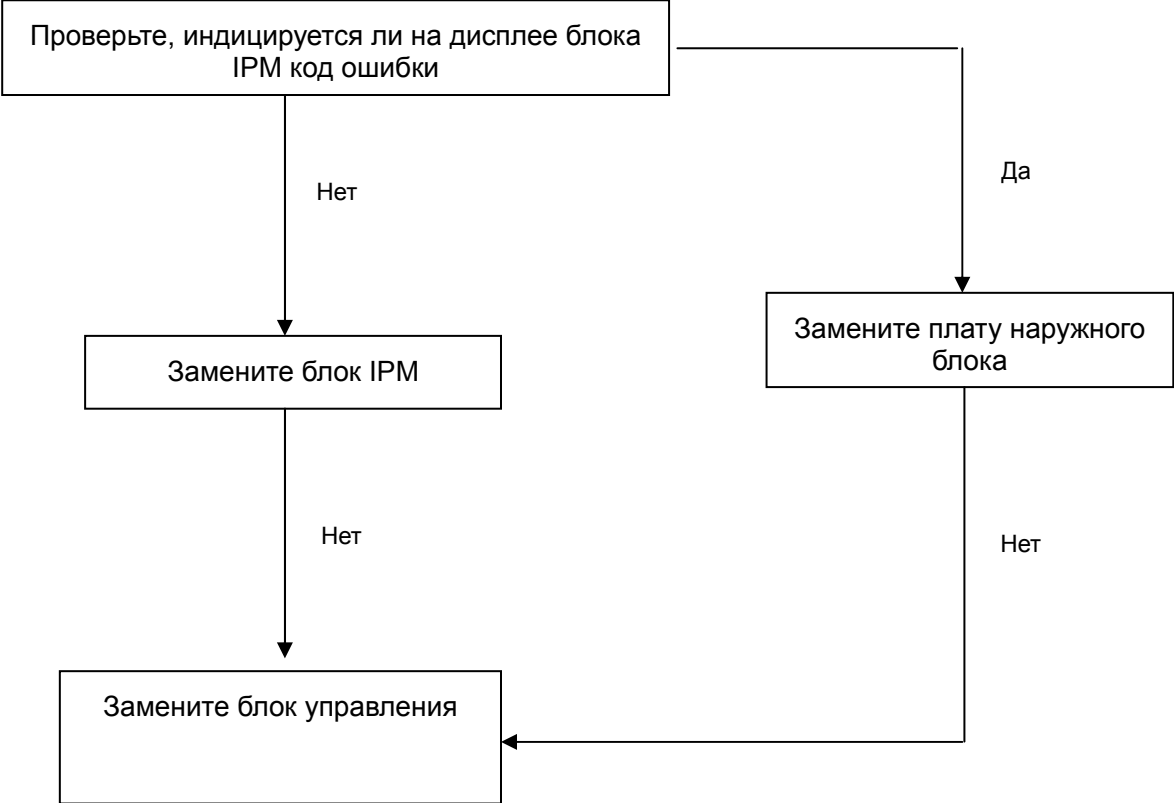 Проверьте, индицируется ли на дисплее блока
IPM код ошибки
Нет
Да
Замените плату наружного
блока
Замените блок IPM
Нет
Нет
Замените блок управления